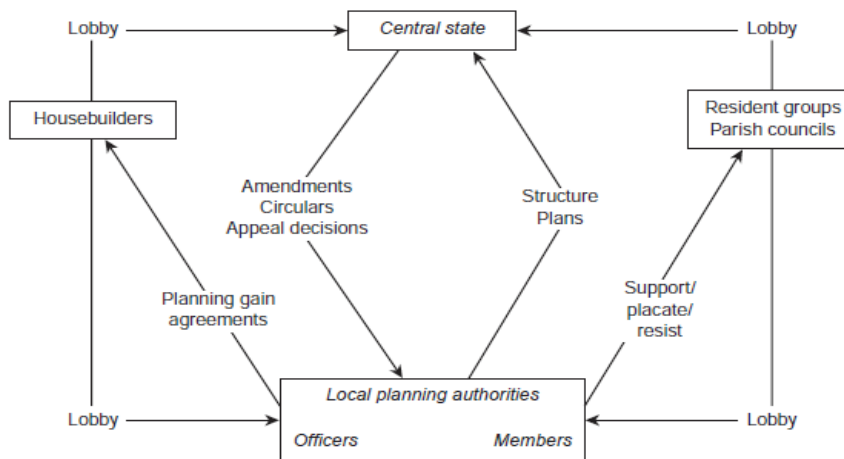 Lobby
Central state
Lobby
Housebuilders
Resident groups
Parish councils
Amendments
Circulars
Appeal decisions
Structure
Plans
Planning gain
agreements
Support/
placate/
resist
Local planning authorities
Lobby
Officers
Members
Lobby